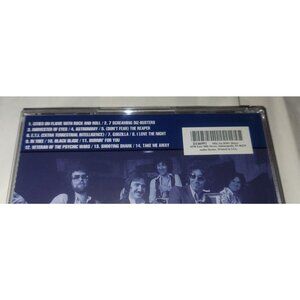 1. CITIES ON FLAME WITH ROCK AND ROLL / 2. 7 SCREAMING DIZ-BUSTERS
3. HARVESTER OF EYES / 4. ASTRONOMY / 5. (DON'T FEAR) THE REAPER
6. E.T.I. (EXTRA TERRESTRIAL INTELLIGENCE) / 7. GODZILLA / 8. I LOVE THE NIGHT
9. IN THEE / 10. BLACK BLADE / 11. BURNIN' FOR YOU
12. VETERAN OF THE PSYCHIC WARS / 13. SHOOTING SHARK / 14. TAKE ME AWAY